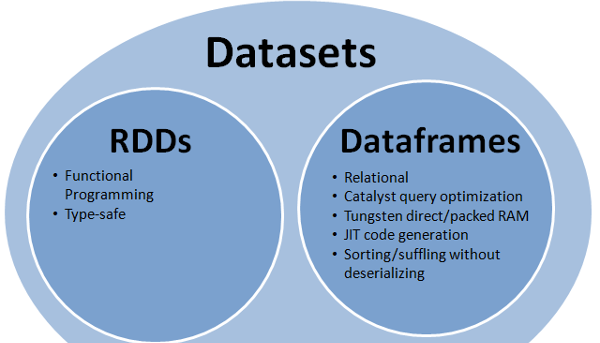 Datasets
RDDs
• Functional
Programming
• Type-safe
Dataframes
• Relational
• Catalyst query optimization
• Tungsten direct/packed RAM
• JIT code generation
• Sorting/suffling without
deserializing